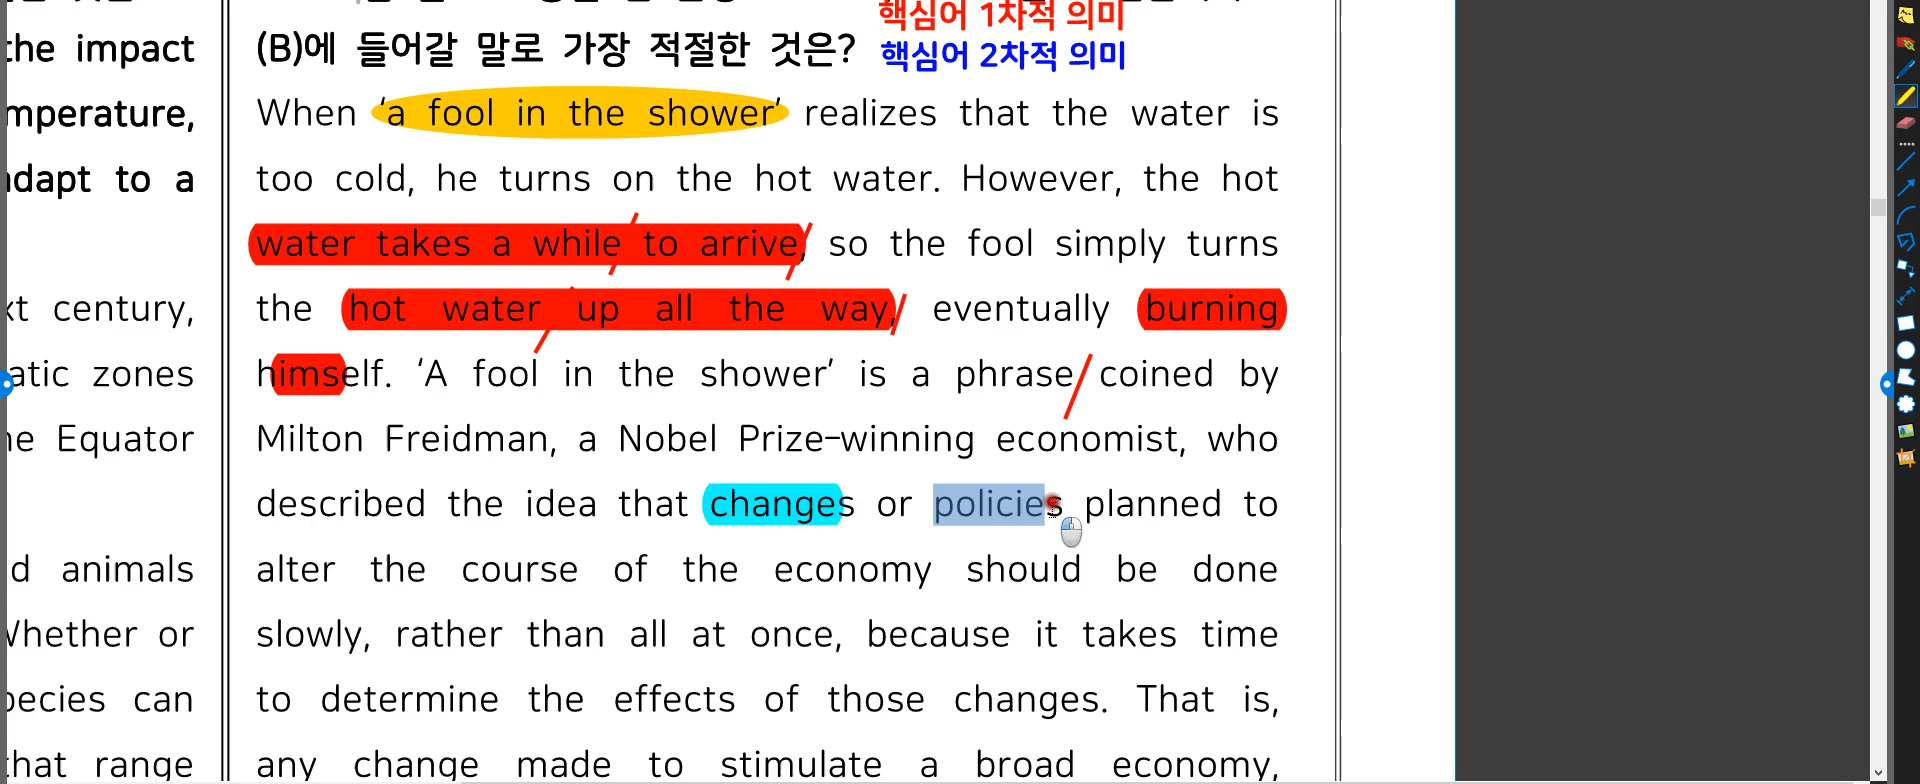 the impact
mperature,
adapt to a
xt century,
atic zones
ne Equator
d animals
Whether or
pecies can
that range
핵심어 1차적 의미
(B)에 들어갈 말로 가장 적절한 것은?
핵심어 2차적 의미
When ‘a fool in the shower’ realizes that the water is
too cold, he turns on the hot water. However, the hot
water takes a while to arrive, so the fool simply turns
the hot water up all the way, eventually burning
himself. ‘A fool in the shower’ is a phrase coined by
Milton Freidman, a Nobel Prize-winning economist, who
described the idea that changes or policies planned to
alter the course of the economy should be done
slowly, rather than all at once, because it takes time
to determine the effects of those changes. That is,
any change made to stimulate a broad economy,